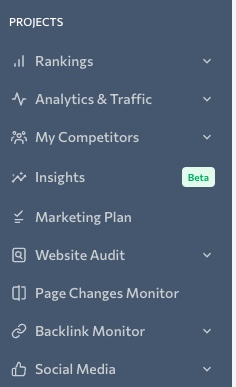 PROJECTS
Rankings
Analytics & Traffic
My Competitors
Insights Beta
Marketing Plan
Website Audit
Page Changes Monitor
Backlink Monitor
Social Media